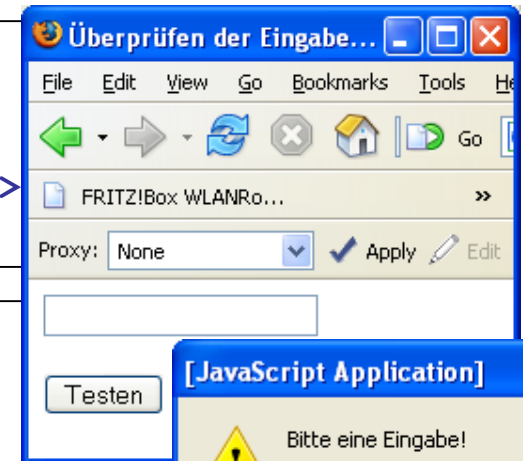 Überprüfen der Eingabe...
File Edit View Go Bookmarks Tools He
Go
>
FRITZ!Box WLANRo... »
Proxy: None Apply Edit
Testen
[JavaScript Application]
Bitte eine Eingabe!